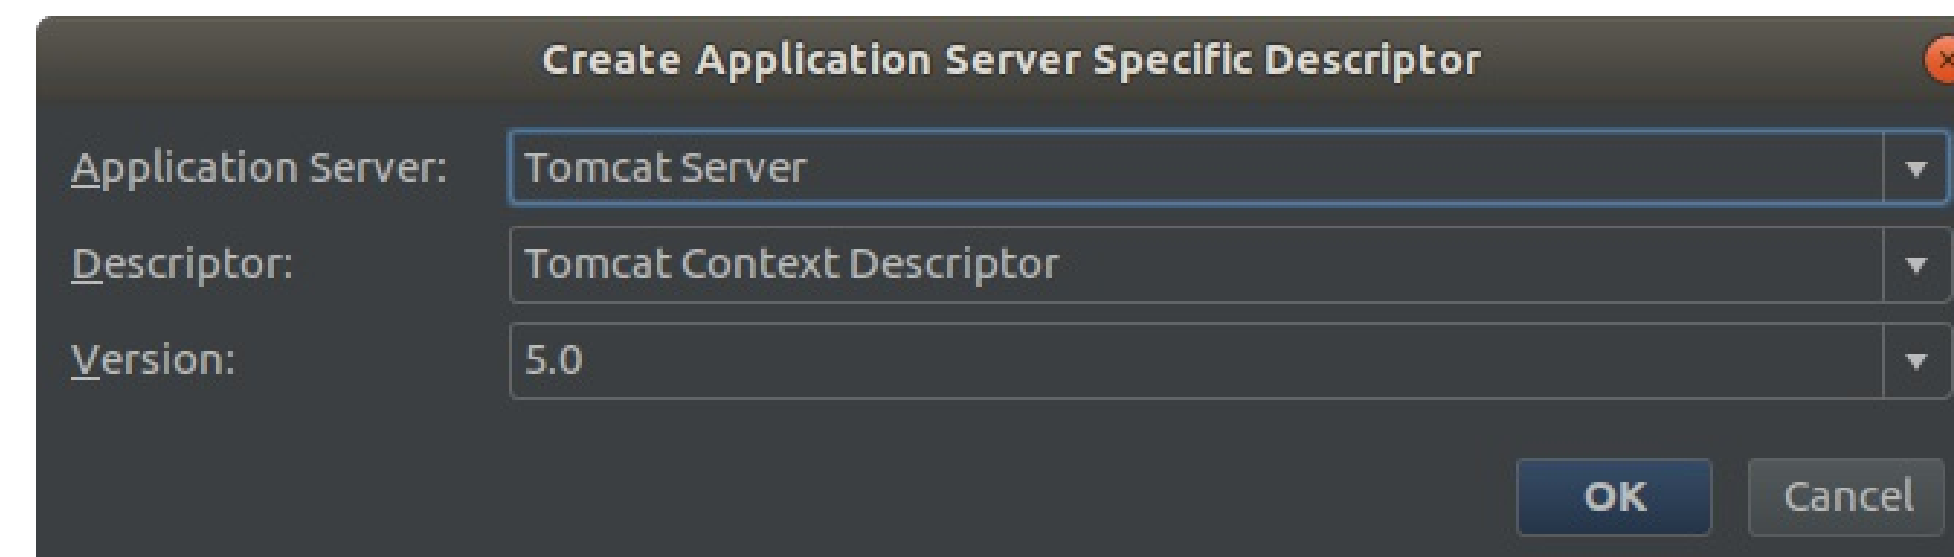 Create Application Server Specific Descriptor
Application Server: Tomcat Server
Descriptor: Tomcat Context Descriptor
Version: 5.0
OK Cancel